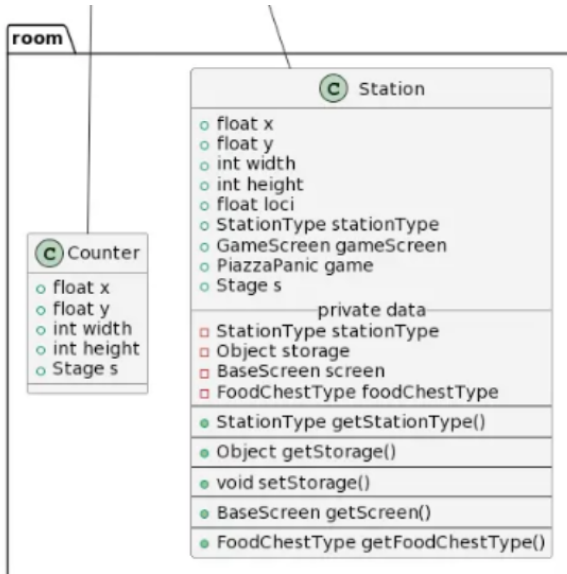 room
C Station
float x
float y
int width
int height
float loci
StationType stationType
GameScreen gameScreen
PiazzaPanic game
Stage s
private data
StationType stationType
Object storage
BaseScreen screen
FoodChestType foodChestType
StationType getStationType()
Object getStorage()
void setStorage()
BaseScreen getScreen()
FoodChestType getFoodChestType()
C Counter
float x
float y
int width
int height
Stage s